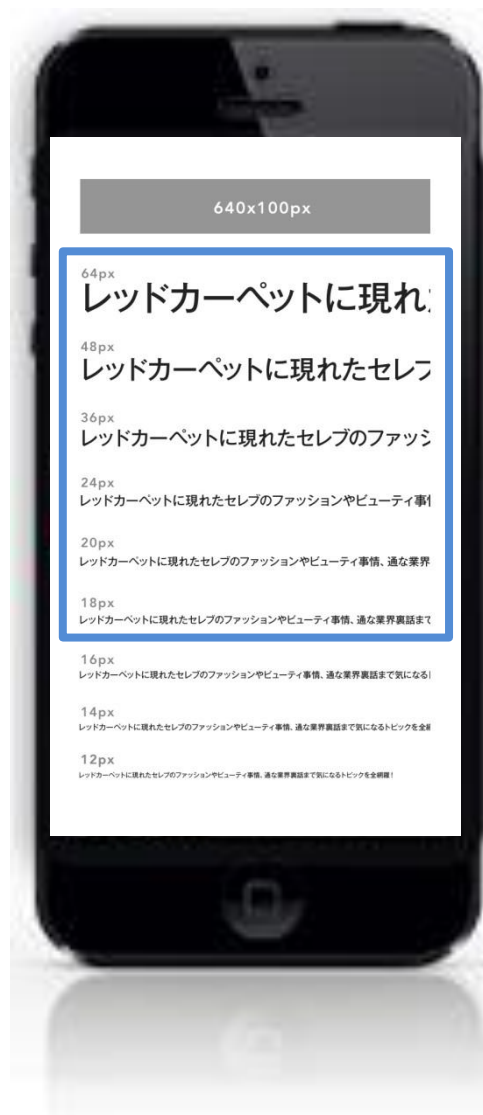 640x100px
64px
レッドカーペットに現れ
48px
レッドカーペットに現れたセレブ
36px
レッドカーペットに現れたセレブのファッシ
24px
レッドカーペットに現れたセレブのファッションやビューティ事情
20px
レッドカーペットに現れたセレブのファッションやビューティ事情、通な業界
18px
レッドカーペットに現れたセレブのファッションやビューティ事情、通な業界裏話まで
16px
レッドカーペットに現れたセレブのファッションやビューティ事情、通な業界裏話まで気になる
14px
レッドカーペットに現れたセレブのファッションやビューティ事情、通な業界裏話まで気になるトピックを全網
12px
レッドカーペットに現れたセレブのファッションやビューティ事情、通な業界裏話まで気になるトピックを全網羅！